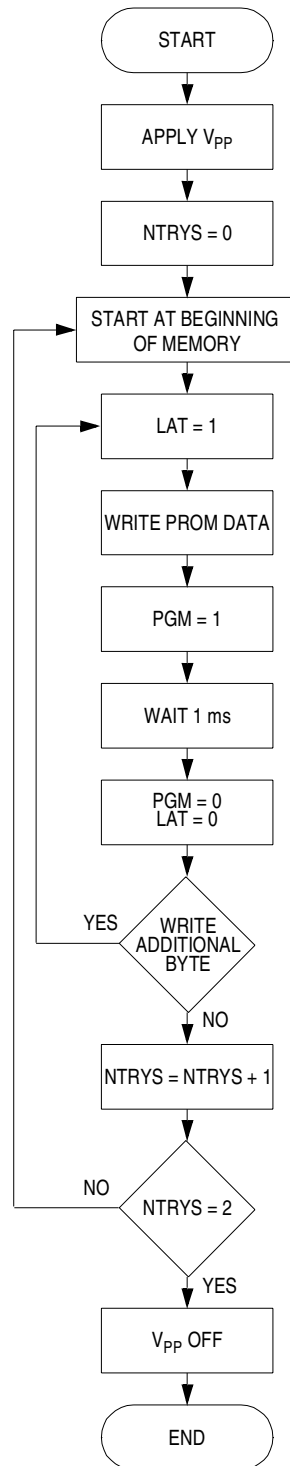 START
APPLY VPP
NTRYS = 0
START AT BEGINNING
OF MEMORY
LAT = 1
WRITE PROM DATA
PGM = 1
WAIT 1 ms
PGM = 0
LAT = 0
YES
WRITE
ADDITIONAL
BYTE
NO
NTRYS = NTRYS + 1
NO
NTRYS = 2
YES
VPP OFF
END